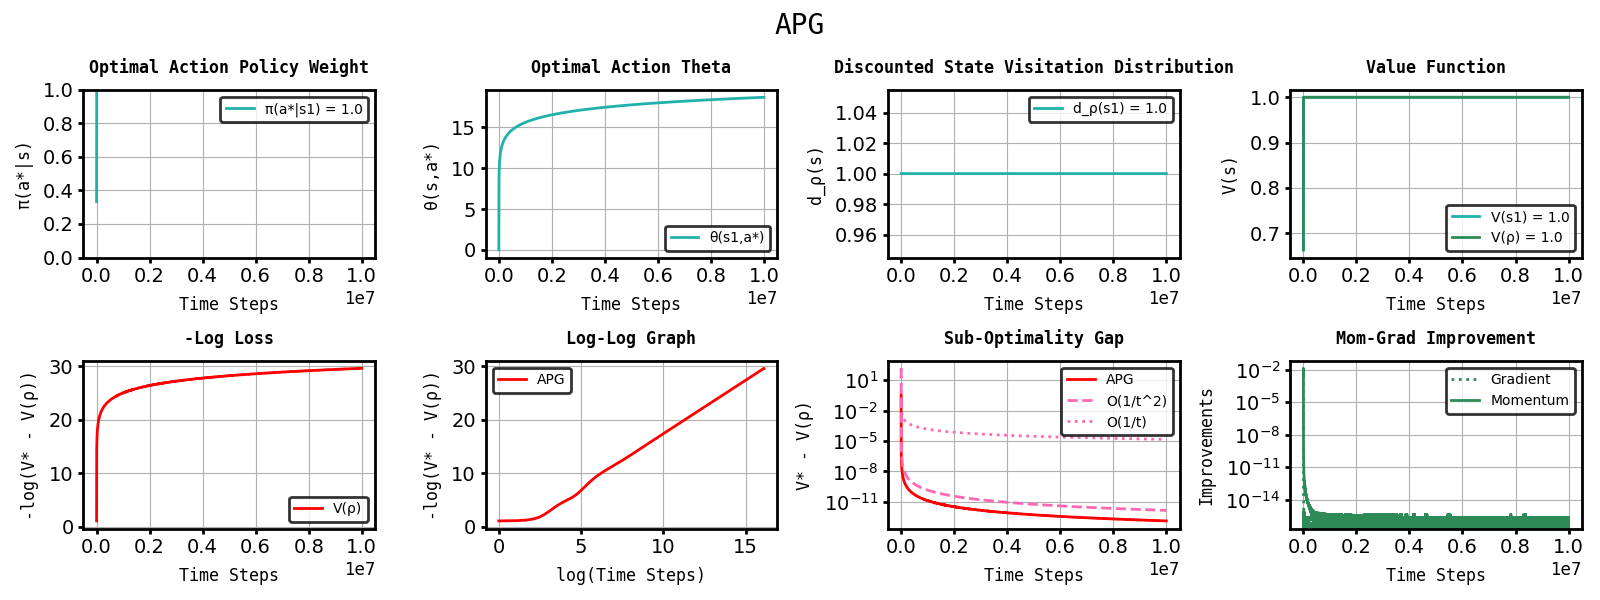 APG
Optimal Action Policy Weight
π(a*|s)
1.0
0.8
0.6
0.4
0.2
0.0
π(a*|s1) = 1.0
0.0 0.2 0.4 0.6 0.8 1.0
1e7
Time Steps
Optimal Action Theta
θ(s,a*)
15
10
5
0
θ(s1,a*)
0.0 0.2 0.4 0.6 0.8 1.0
1e7
Time Steps
Discounted State Visitation Distribution
d_ρ(s)
1.04
1.02
1.00
0.98
0.96
d_ρ(s1) = 1.0
0.0 0.2 0.4 0.6 0.8 1.0
1e7
Time Steps
Value Function
V(s)
1.0
0.9
0.8
0.7
V(s1) = 1.0
V(ρ) = 1.0
0.0 0.2 0.4 0.6 0.8 1.0
1e7
Time Steps
-Log Loss
-log(V* - V(ρ))
30
20
10
0
V(ρ)
0.0 0.2 0.4 0.6 0.8 1.0
1e7
Time Steps
Log-Log Graph
-log(V* - V(ρ))
30
20
10
0
APG
0 5 10 15
log(Time Steps)
Sub-Optimality Gap
V* - V(ρ)
10^1
10^-2
10^-5
10^-8
10^-11
APG
O(1/t^2)
O(1/t)
0.0 0.2 0.4 0.6 0.8 1.0
1e7
Time Steps
Mom-Grad Improvement
Improvements
10^-2
10^-5
10^-8
10^-11
10^-14
Gradient
Momentum
0.0 0.2 0.4 0.6 0.8 1.0
1e7
Time Steps